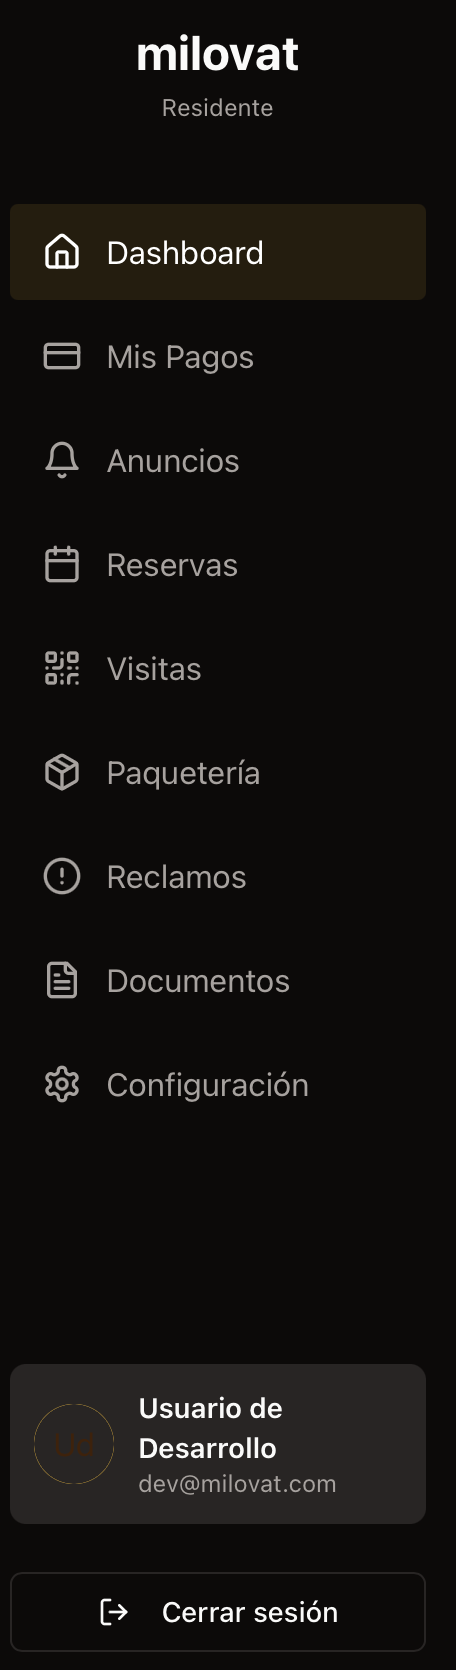 milovat
Residente
Dashboard
Mis Pagos
Anuncios
Reservas
Visitas
Paquetería
Reclamos
Documentos
Configuración
Ud
Usuario de
Desarrollo
dev@milovat.com
Cerrar sesión